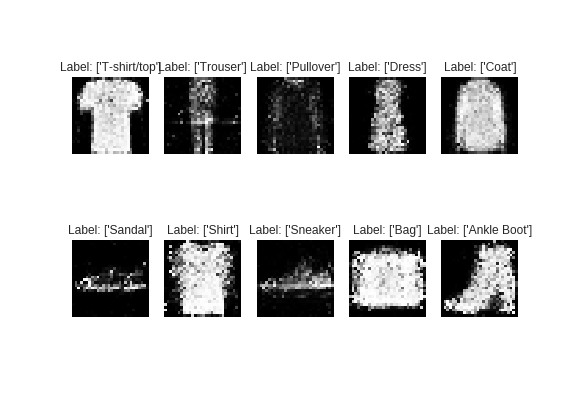 Label: ['T-shirt/top'] Label: ['Trouser'] Label: ['Pullover'] Label: ['Dress'] Label: ['Coat']
Label: ['Sandal'] Label: ['Shirt'] Label: ['Sneaker'] Label: ['Bag'] Label: ['Ankle Boot']